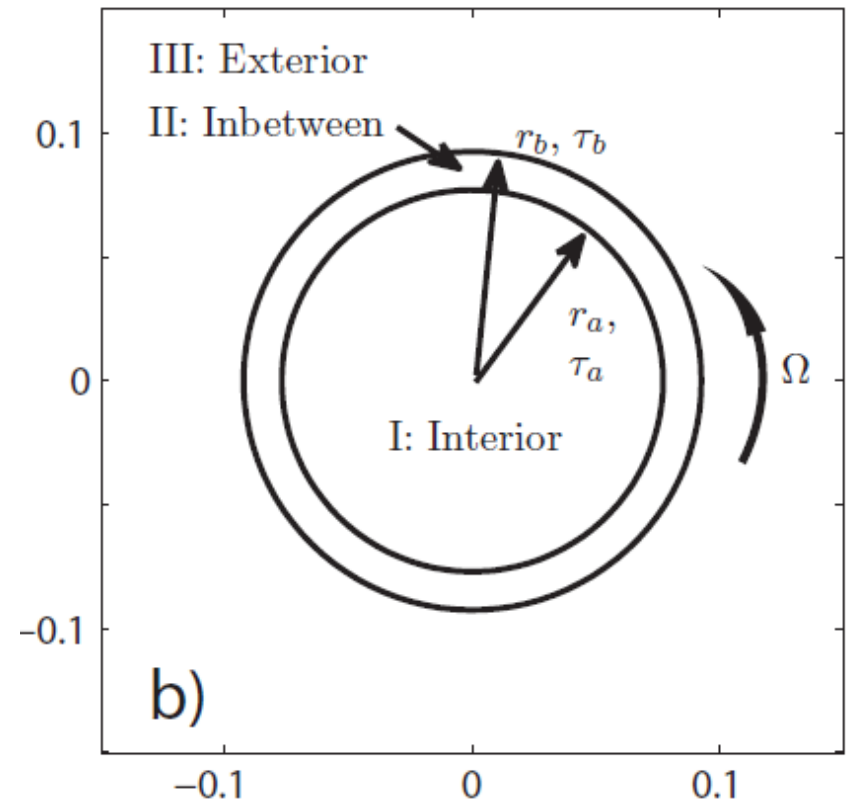 III: Exterior
II: Inbetween
r_b, τ_b
r_a,
τ_a
I: Interior
Ω
b)
0.1
0
−0.1
−0.1
0
0.1